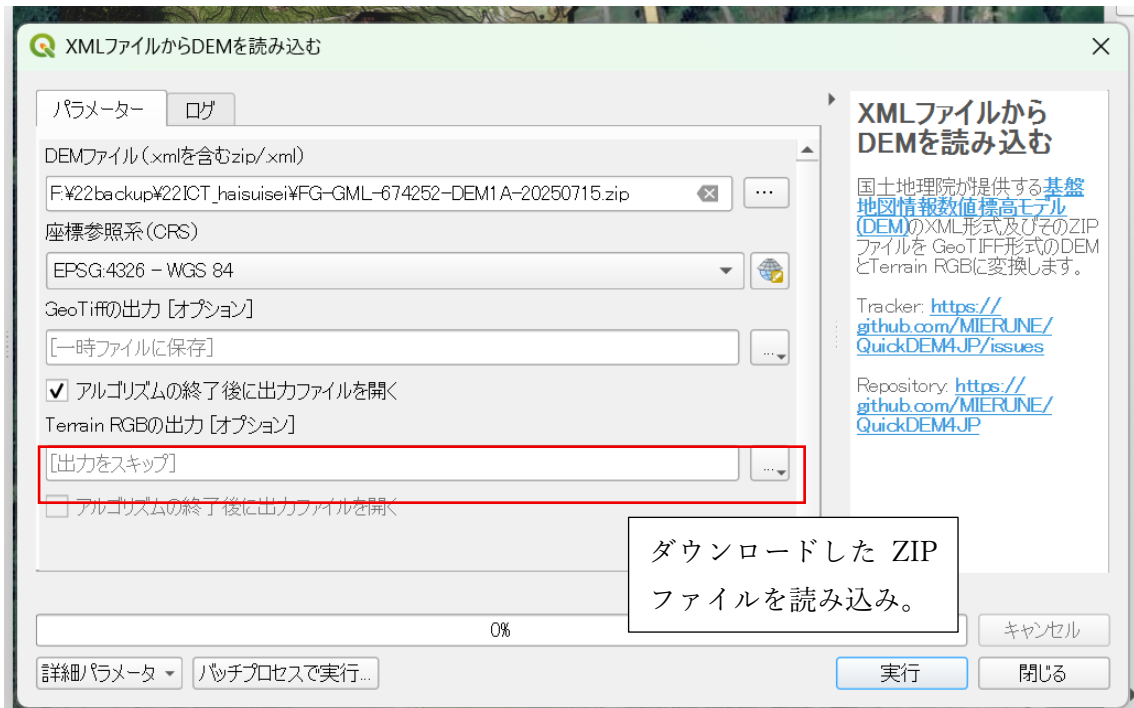 XMLファイルからDEMを読み込む
パラメーター
ログ
DEMファイル(.xmlを含むzip/.xml)
F:¥22backup¥22ICT_haisuisei¥FG-GML-674252-DEM1A-20250715.zip
…
座標参照系(CRS)
EPSG:4326 – WGS 84
GeoTiffの出力 [オプション]
[一時ファイルに保存]
…
アルゴリズムの終了後に出力ファイルを開く
Terrain RGBの出力 [オプション]
[出力をスキップ]
…
アルゴリズムの終了後に出力ファイルを開く
XMLファイルから
DEMを読み込む
国土地理院が提供する基盤
地図情報数値標高モデル
(DEM)のXML形式及びそのZIP
ファイルを GeoTIFF形式のDEM
とTerrain RGBに変換します。
Tracker: https://
github.com/MIERUNE/
QuickDEM4JP/issues
Repository: https://
github.com/MIERUNE/
QuickDEM4JP
ダウンロードした ZIP
ファイルを読み込み。
0%
キャンセル
詳細パラメータ
バッチプロセスで実行...
実行
閉じる